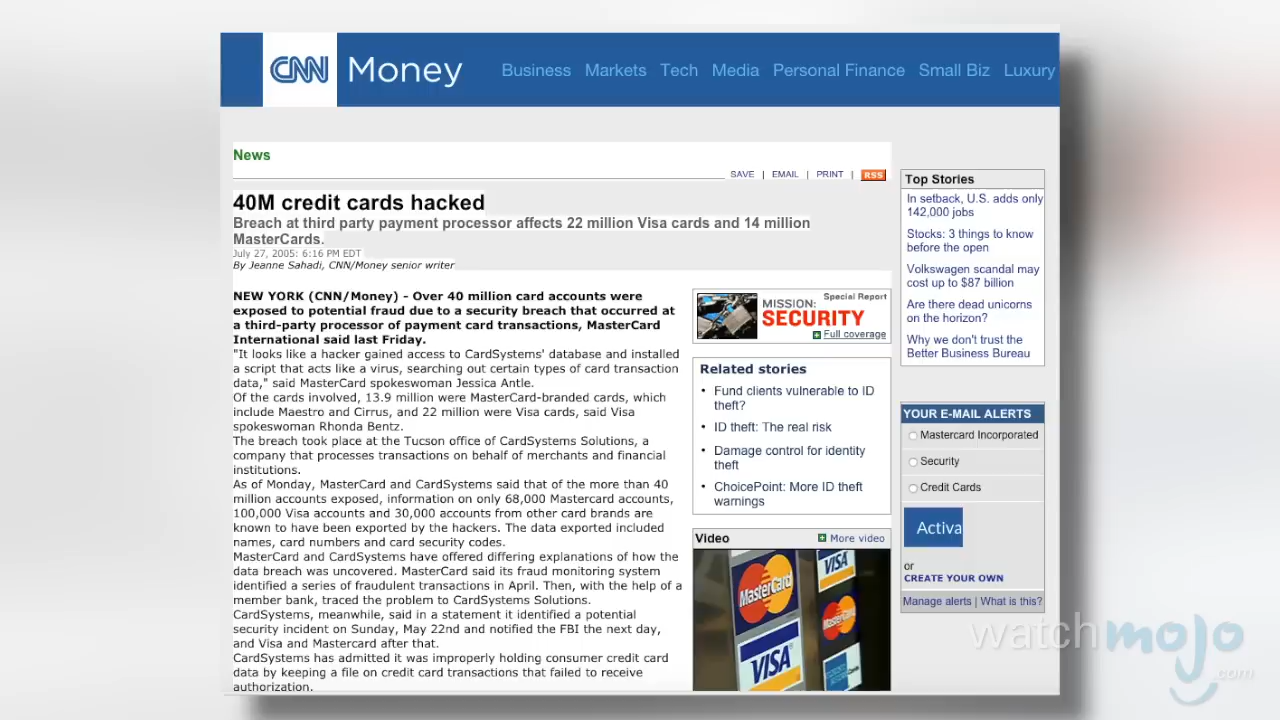 CNN Money Business Markets Tech Media Personal Finance Small Biz Luxury
News
SAVE | EMAIL | PRINT | RSS
40M credit cards hacked
Breach at third party payment processor affects 22 million Visa cards and 14 million
MasterCards.
July 27, 2005: 6:16 PM EDT
By Jeanne Sahadi, CNN/Money senior writer
NEW YORK (CNN/Money) - Over 40 million card accounts were
exposed to potential fraud due to a security breach that occurred at
a third-party processor of payment card transactions, MasterCard
International said last Friday.
"It looks like a hacker gained access to CardSystems' database and installed
a script that acts like a virus, searching out certain types of card transaction
data," said MasterCard spokeswoman Jessica Antle.
Of the cards involved, 13.9 million were MasterCard-branded cards, which
include Maestro and Cirrus, and 22 million were Visa cards, said Visa
spokeswoman Rhonda Bentz.
The breach took place at the Tucson office of CardSystems Solutions, a
company that processes transactions on behalf of merchants and financial
institutions.
As of Monday, MasterCard and CardSystems said that of the more than 40
million accounts exposed, information on only 68,000 Mastercard accounts,
100,000 Visa accounts and 30,000 accounts from other card brands are
known to have been exported by the hackers. The data exported included
names, card numbers and card security codes.
MasterCard and CardSystems have offered differing explanations of how the
data breach was uncovered. MasterCard said its fraud monitoring system
identified a series of fraudulent transactions in April. Then, with the help of a
member bank, traced the problem to CardSystems Solutions.
CardSystems, meanwhile, said in a statement it identified a potential
security incident on Sunday, May 22nd and notified the FBI the next day,
and Visa and Mastercard after that.
CardSystems has admitted it was improperly holding consumer credit card
data by keeping a file on credit card transactions that failed to receive
authorization.
Special Report
MISSION:
SECURITY
Full coverage
Related stories
• Fund clients vulnerable to ID
theft?
• ID theft: The real risk
• Damage control for identity
theft
• ChoicePoint: More ID theft
warnings
Video More video
MasterCard
VISA
MasterCard
VISA
Top Stories
In setback, U.S. adds only
142,000 jobs
Stocks: 3 things to know
before the open
Volkswagen scandal may
cost up to $87 billion
Are there dead unicorns
on the horizon?
Why we don't trust the
Better Business Bureau
YOUR E-MAIL ALERTS
Mastercard Incorporated
Security
Credit Cards
Activa
or
CREATE YOUR OWN
Manage alerts | What is this?
watchmojo
.com